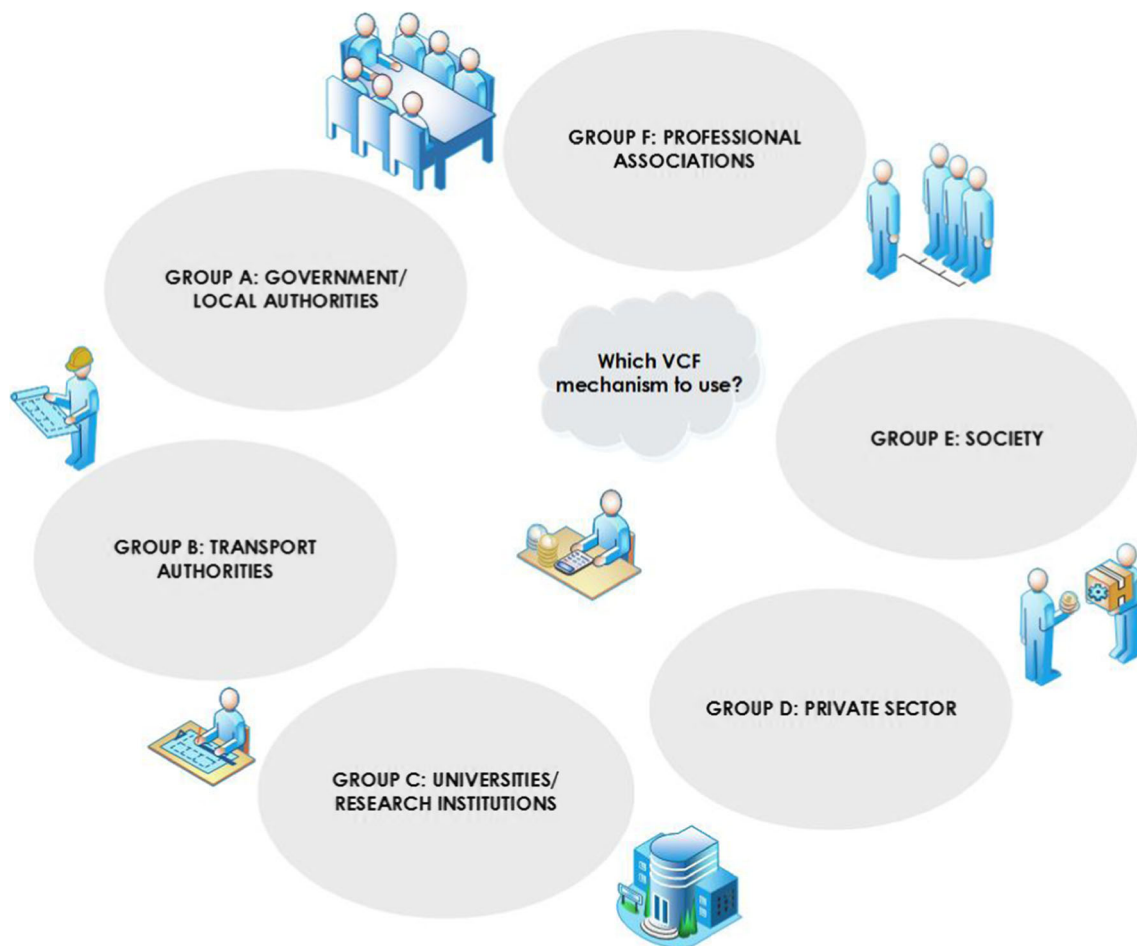 GROUP F: PROFESSIONAL
ASSOCIATIONS
GROUP A: GOVERNMENT/
LOCAL AUTHORITIES
Which VCF
mechanism to use?
GROUP E: SOCIETY
GROUP B: TRANSPORT
AUTHORITIES
GROUP D: PRIVATE SECTOR
GROUP C: UNIVERSITIES/
RESEARCH INSTITUTIONS